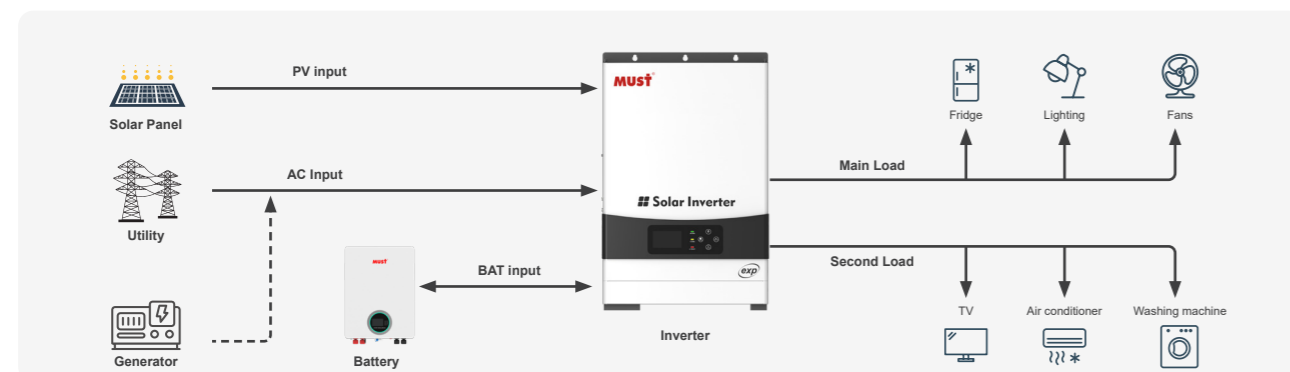 PV input
Solar Panel
AC Input
Utility
Generator
MUST
BAT input
Battery
MUST
Solar Inverter
exp
Inverter
Main Load
Fridge
Lighting
Fans
Second Load
TV
Air conditioner
Washing machine